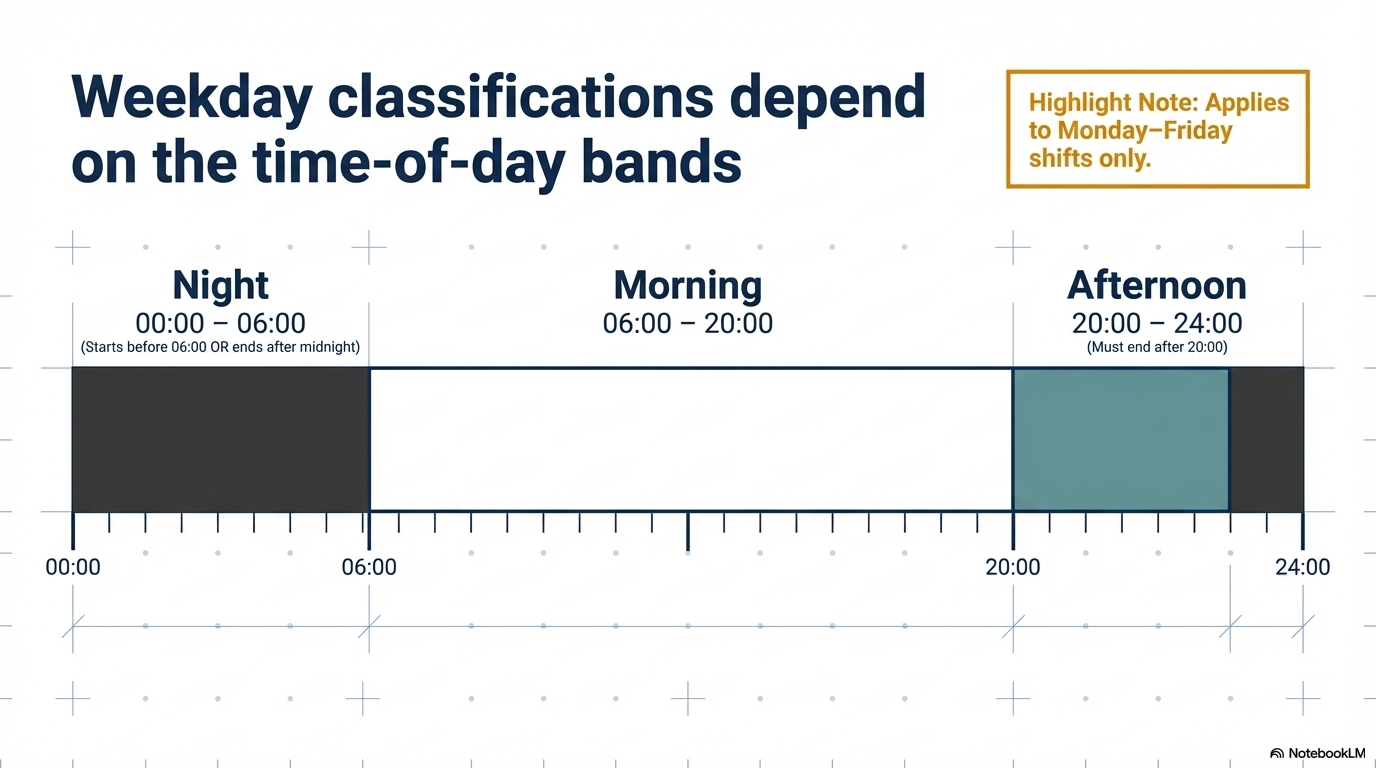 Weekday classifications depend
on the time-of-day bands
Highlight Note: Applies
to Monday–Friday
shifts only.
Night
00:00 – 06:00
(Starts before 06:00 OR ends after midnight)
Morning
06:00 – 20:00
Afternoon
20:00 – 24:00
(Must end after 20:00)
00:00
06:00
20:00
24:00
NotebookLM